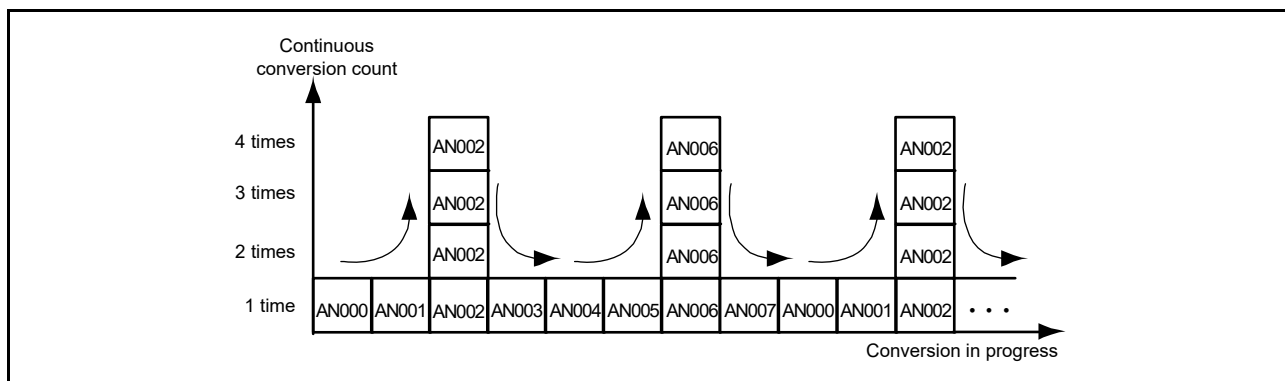 Continuous
conversion count
4 times
AN002
AN006
AN002
3 times
AN002
AN006
AN002
2 times
AN002
AN006
AN002
1 time
AN000
AN001
AN002
AN003
AN004
AN005
AN006
AN007
AN000
AN001
AN002
• • •
Conversion in progress